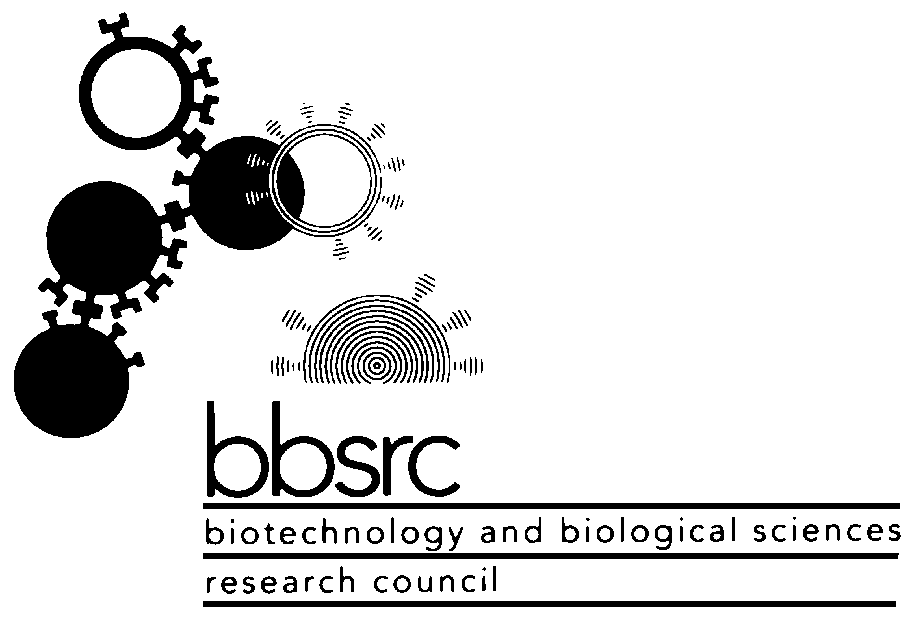 bbsrc
biotechnology and biological sciences
research council